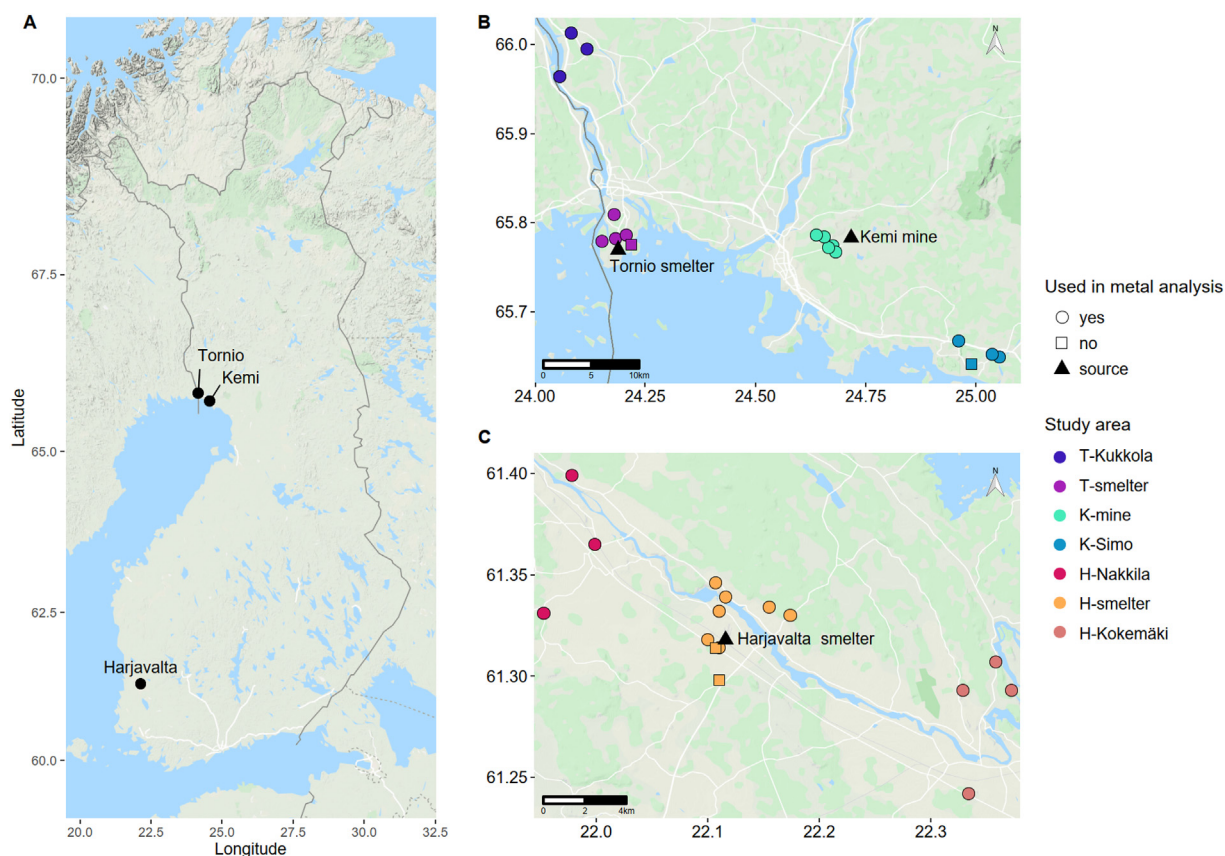 A
70.0
67.5
65.0
62.5
60.0
Latitude
Tornio
Kemi
Harjavalta
20.0 22.5 25.0 27.5 30.0 32.5
Longitude
B
66.0
65.9
65.8
65.7
N
Kemi mine
Tornio smelter
0 5 10km
24.00 24.25 24.50 24.75 25.00
C
61.40
61.35
61.30
61.25
N
Harjavalta smelter
0 2 4km
22.0 22.1 22.2 22.3
Used in metal analysis
yes
no
source
Study area
T-Kukkola
T-smelter
K-mine
K-Simo
H-Nakkila
H-smelter
H-Kokemäki